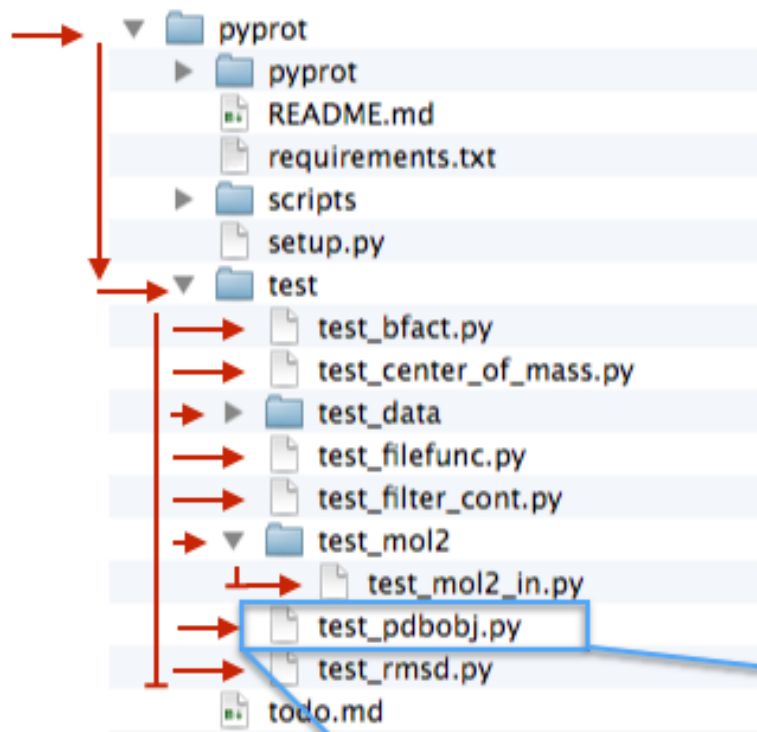 pyprot
pyprot
README.md
requirements.txt
scripts
setup.py
test
test_bfact.py
test_center_of_mass.py
test_data
test_filefunc.py
test_filter_cont.py
test_mol2
test_mol2_in.py
test_pdbobj.py
test_rmsd.py
todo.md